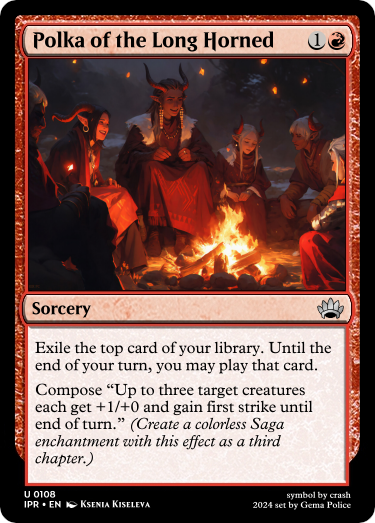 Polka of the Long Horned 1
Sorcery
Exile the top card of your library. Until the
end of your turn, you may play that card.
Compose “Up to three target creatures
each get +1/+0 and gain first strike until
end of turn.” (Create a colorless Saga
enchantment with this effect as a third
chapter.)
U 0108 symbol by crash
IPR • EN Ksenia Kiseleva 2024 set by Gema Police